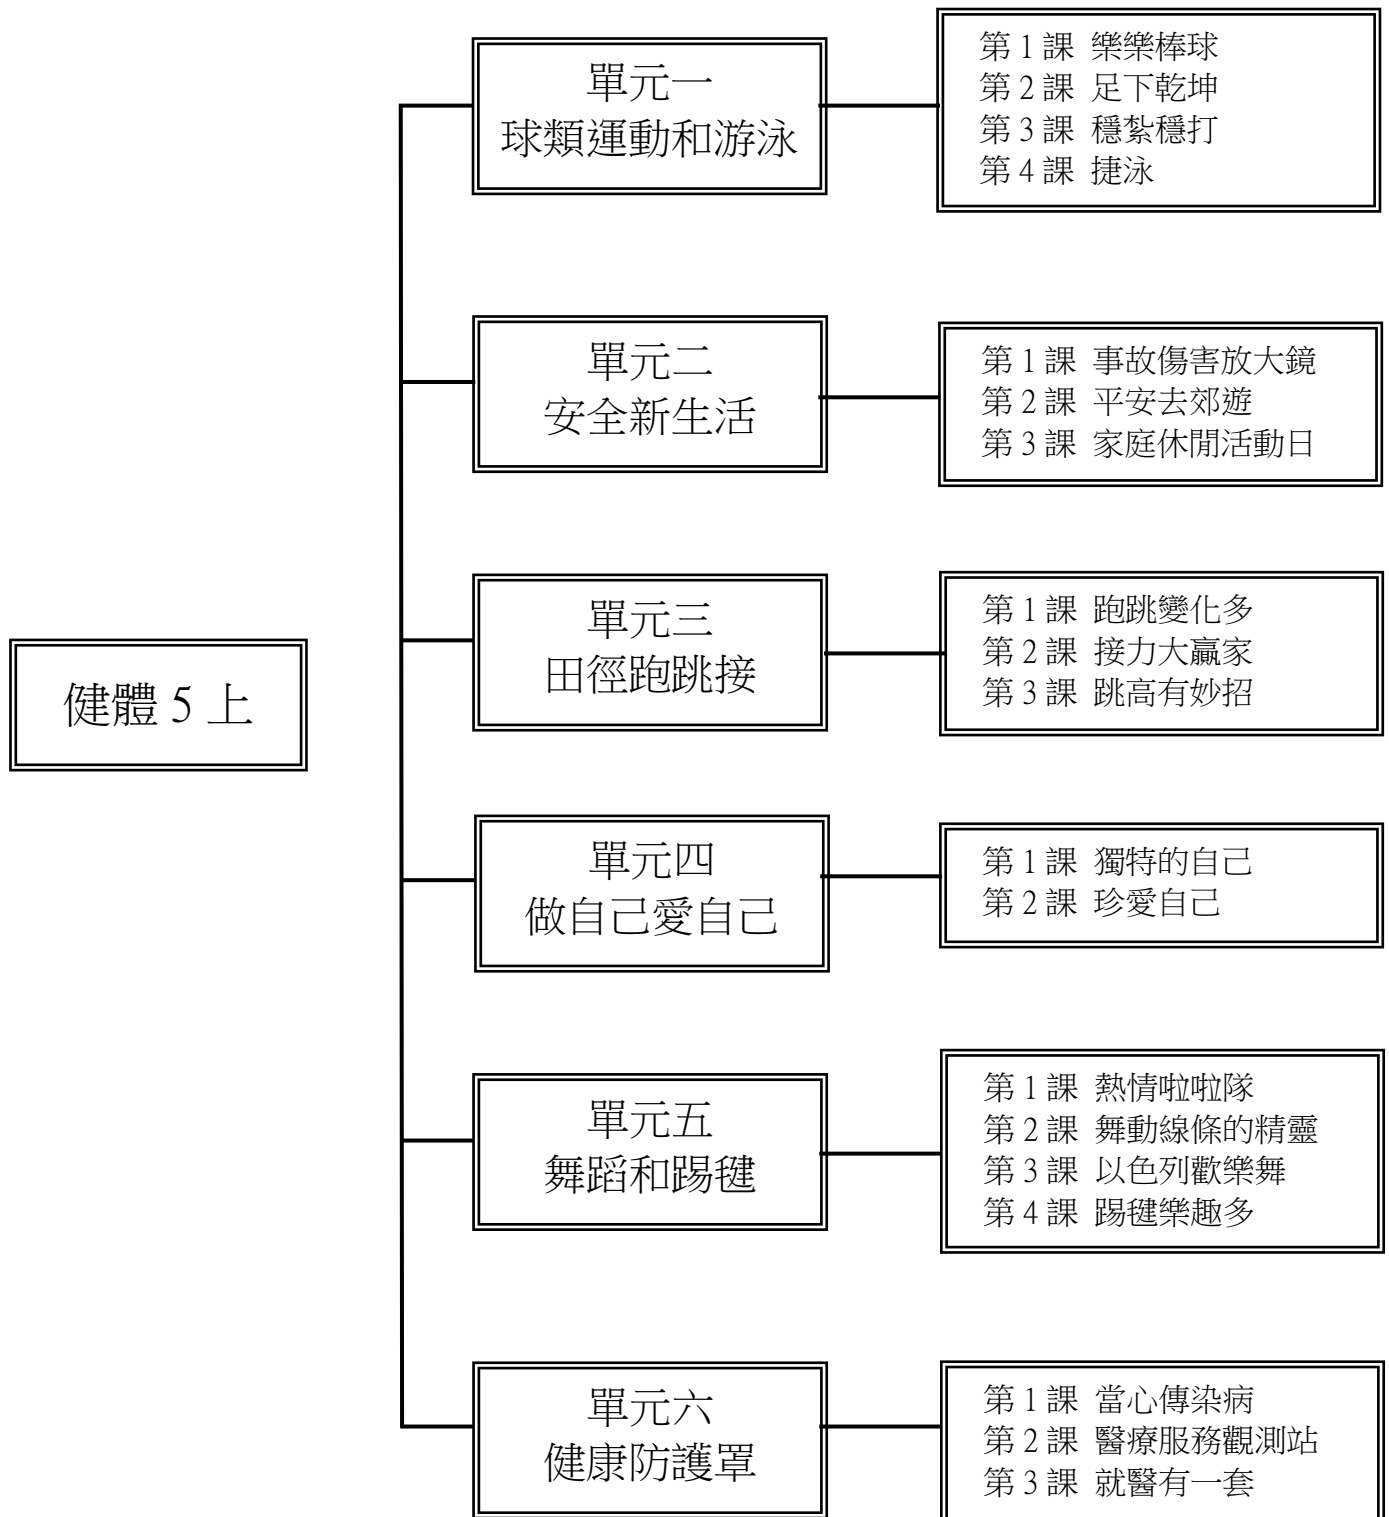 健體 5 上
單元一
球類運動和游泳
第 1 課 樂樂棒球
第 2 課 足下乾坤
第 3 課 穩紮穩打
第 4 課 捷泳
單元二
安全新生活
第 1 課 事故傷害放大鏡
第 2 課 平安去郊遊
第 3 課 家庭休閒活動日
單元三
田徑跑跳接
第 1 課 跑跳變化多
第 2 課 接力大贏家
第 3 課 跳高有妙招
單元四
做自己愛自己
第 1 課 獨特的自己
第 2 課 珍愛自己
單元五
舞蹈和踢毽
第 1 課 熱情啦啦隊
第 2 課 舞動線條的精靈
第 3 課 以色列歡樂舞
第 4 課 踢毽樂趣多
單元六
健康防護罩
第 1 課 當心傳染病
第 2 課 醫療服務觀測站
第 3 課 就醫有一套